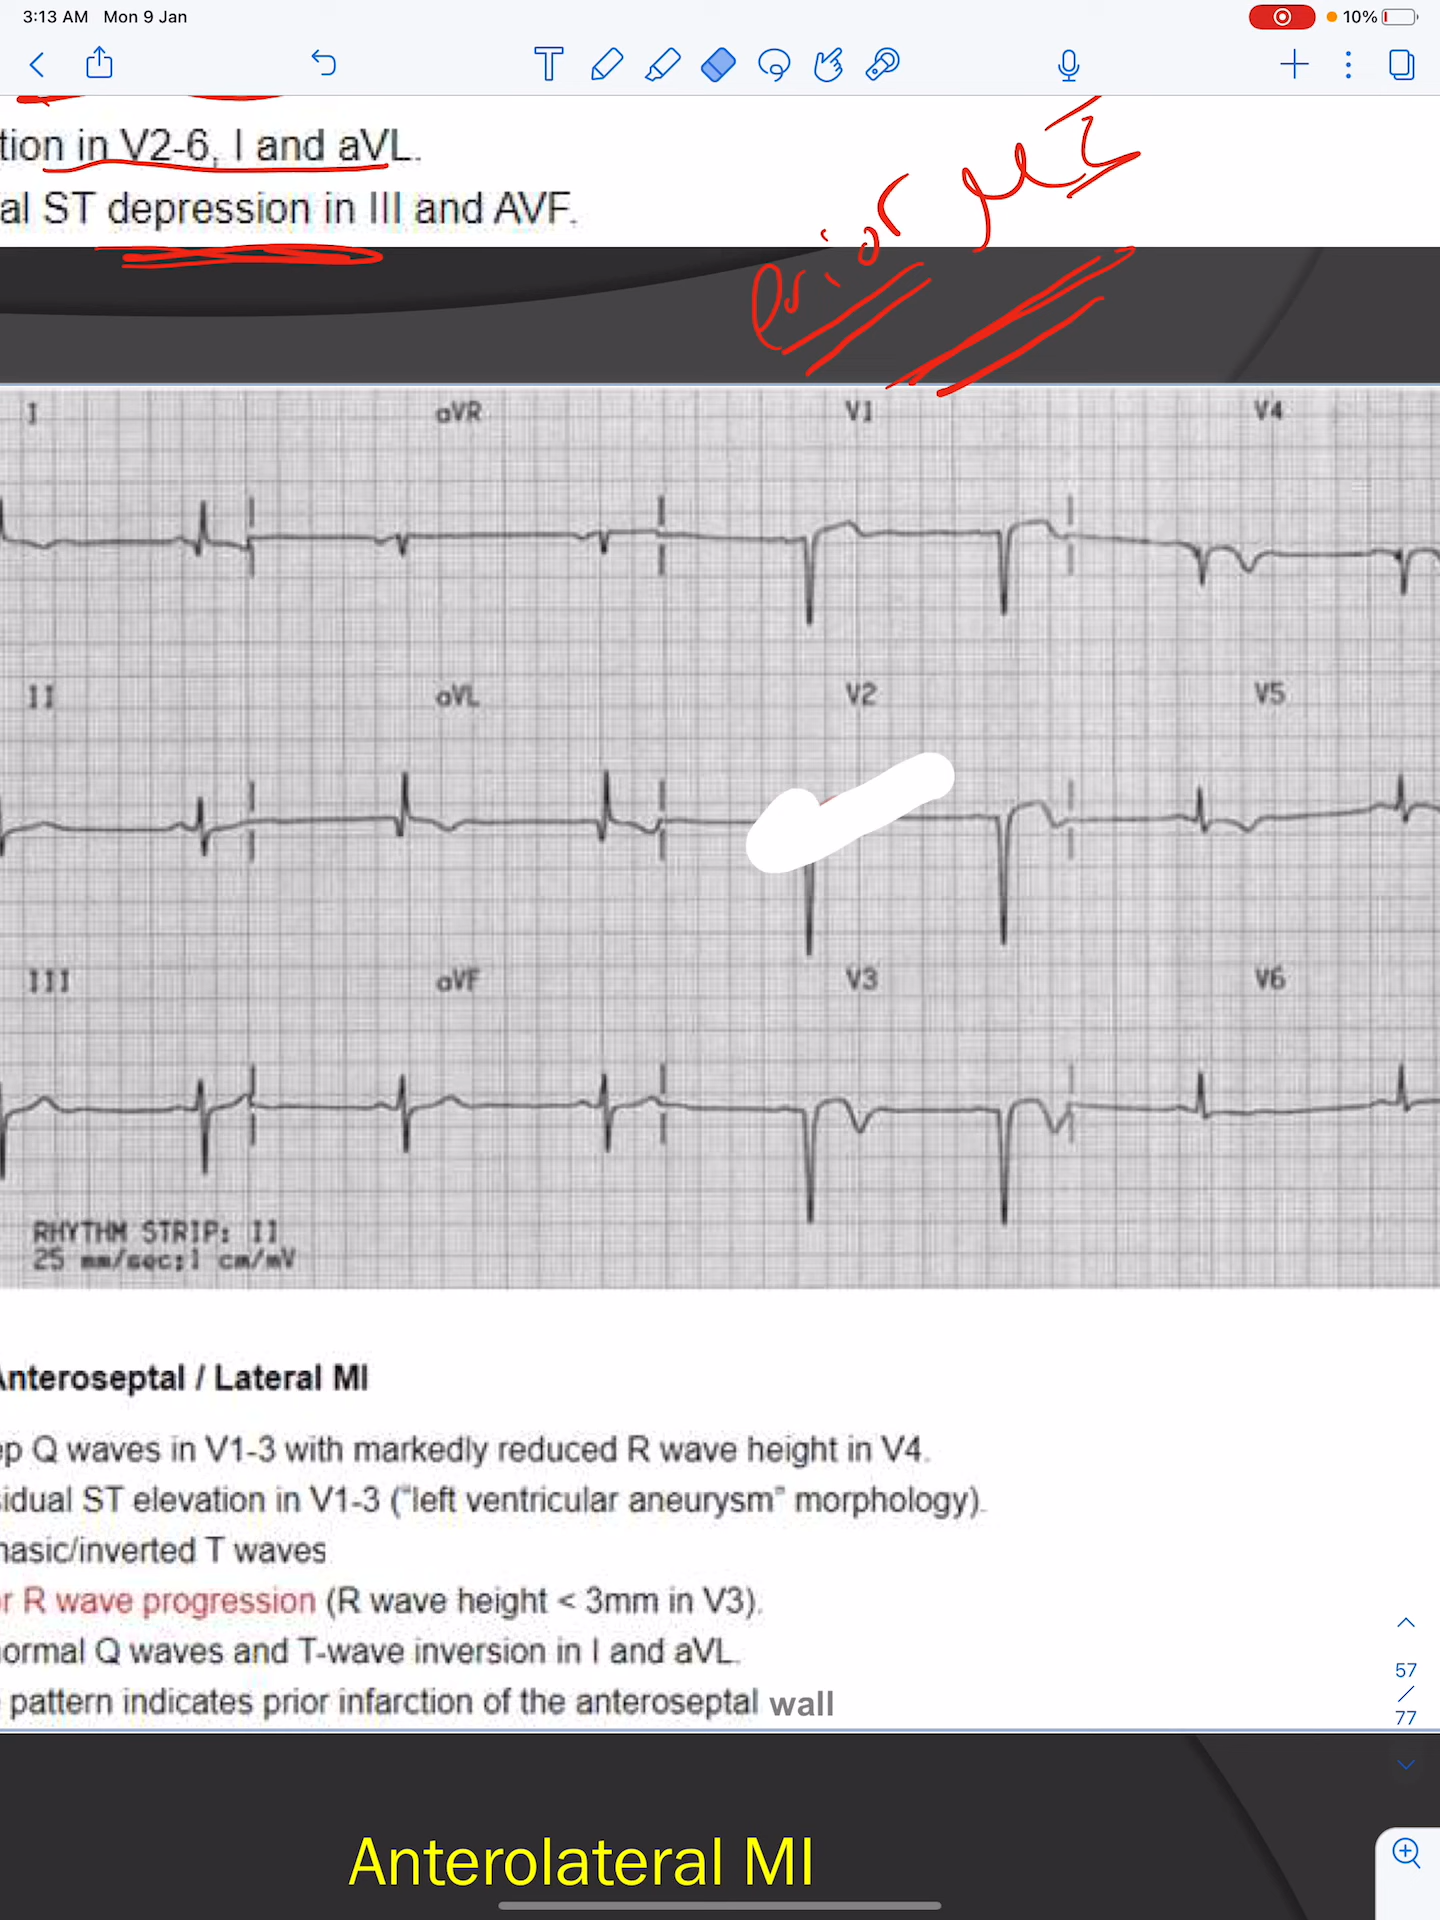 3:13 AM Mon 9 Jan
10%
tion in V2-6, I and aVL.
al ST depression in III and AVF.
prior MI
I aVR V1 V4
II aVL V2 V5
III aVF V3 V6
RHYTHM STRIP: II
25 mm/sec:1 cm/mV
Anteroseptal / Lateral MI
ep Q waves in V1-3 with markedly reduced R wave height in V4.
sidual ST elevation in V1-3 ("left ventricular aneurysm" morphology).
hasic/inverted T waves
or R wave progression (R wave height < 3mm in V3).
normal Q waves and T-wave inversion in I and aVL.
pattern indicates prior infarction of the anteroseptal wall
57
/
77
Anterolateral MI